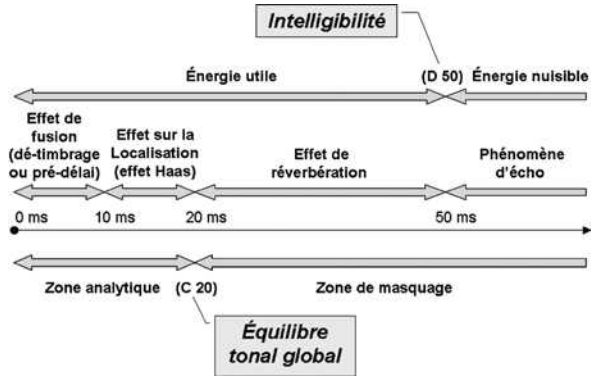 Intelligibilité
Énergie utile (D 50) Énergie nuisible
Effet de
fusion
(dé-timbrage
ou pré-délai)
Effet sur la
Localisation
(effet Haas)
Effet de
réverbération
Phénomène
d'écho
0 ms 10 ms 20 ms 50 ms
Zone analytique (C 20) Zone de masquage
Équilibre
tonal global